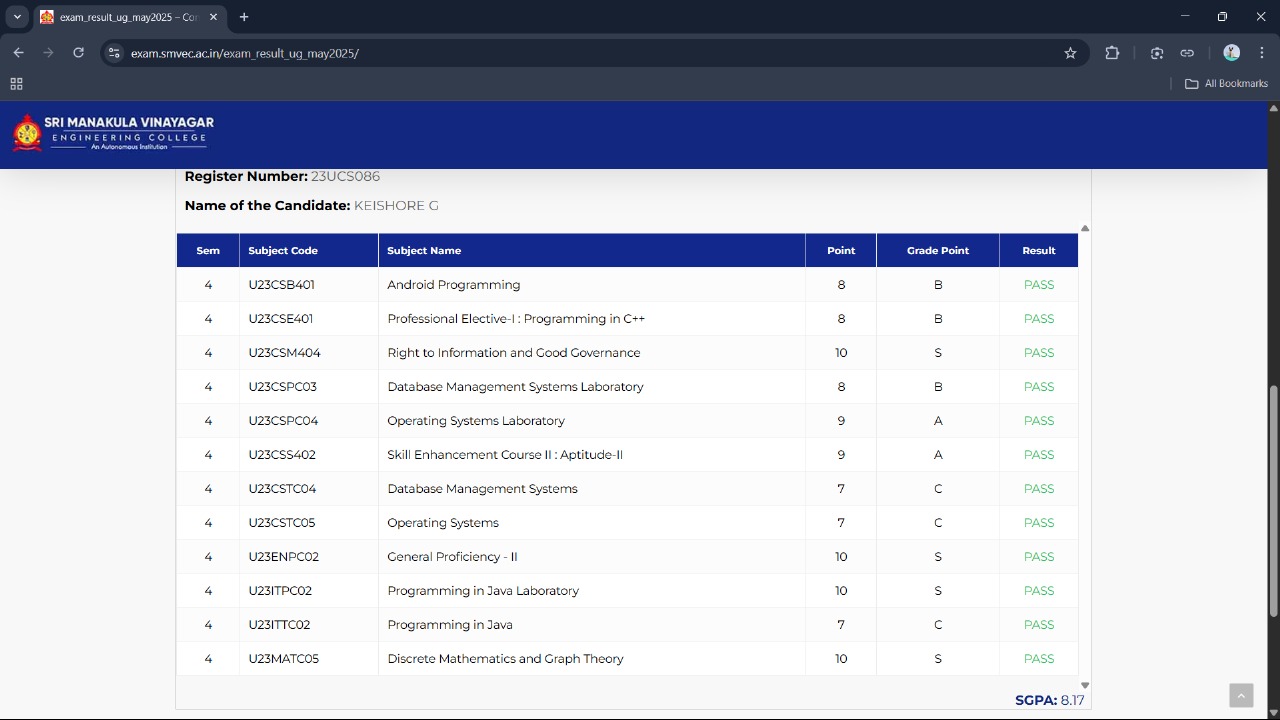 exam_result_ug_may2025 – Con
exam.smvec.ac.in/exam_result_ug_may2025/
All Bookmarks
SRI MANAKULA VINAYAGAR
ENGINEERING COLLEGE
An Autonomous Institution
Register Number: 23UCS086
Name of the Candidate: KEISHORE G
Sem Subject Code Subject Name Point Grade Point Result
4 U23CSB401 Android Programming 8 B PASS
4 U23CSE401 Professional Elective-I : Programming in C++ 8 B PASS
4 U23CSM404 Right to Information and Good Governance 10 S PASS
4 U23CSPC03 Database Management Systems Laboratory 8 B PASS
4 U23CSPC04 Operating Systems Laboratory 9 A PASS
4 U23CSS402 Skill Enhancement Course II : Aptitude-II 9 A PASS
4 U23CSTC04 Database Management Systems 7 C PASS
4 U23CSTC05 Operating Systems 7 C PASS
4 U23ENPC02 General Proficiency - II 10 S PASS
4 U23ITPC02 Programming in Java Laboratory 10 S PASS
4 U23ITTC02 Programming in Java 7 C PASS
4 U23MATC05 Discrete Mathematics and Graph Theory 10 S PASS
SGPA: 8.17